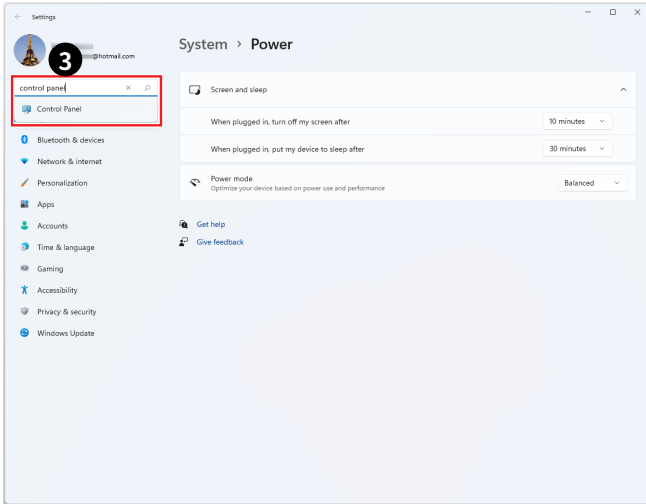 Settings
@hotmail.com
3
control panel
Control Panel
Bluetooth & devices
Network & internet
Personalization
Apps
Accounts
Time & language
Gaming
Accessibility
Privacy & security
Windows Update
System > Power
Screen and sleep
When plugged in, turn off my screen after
10 minutes
When plugged in, put my device to sleep after
30 minutes
Power mode
Optimize your device based on power use and performance
Balanced
Get help
Give feedback